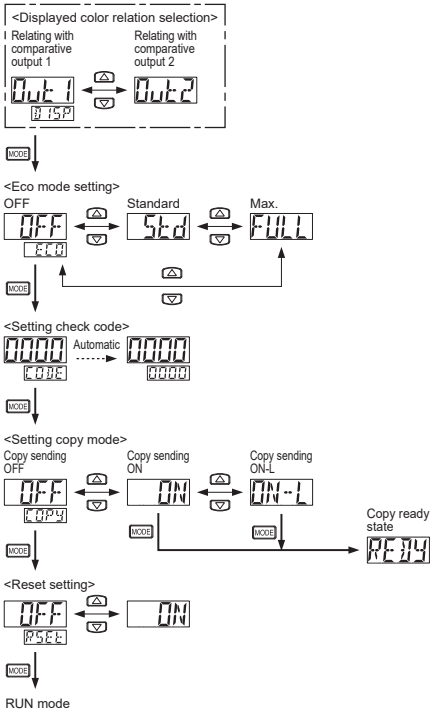 <Displayed color relation selection>
Relating with comparative output 1
Relating with comparative output 2
Out1
Out2
DISP
MODE
<Eco mode setting>
OFF
Standard
Max.
OFF
Std
FULL
ECO
MODE
<Setting check code>
0000
Automatic
0000
CODE
0000
MODE
<Setting copy mode>
Copy sending OFF
Copy sending ON
Copy sending ON-L
OFF
ON
ON-L
COPY
Copy ready state
MODE
MODE
REDY
MODE
<Reset setting>
OFF
ON
RSEt
MODE
RUN mode